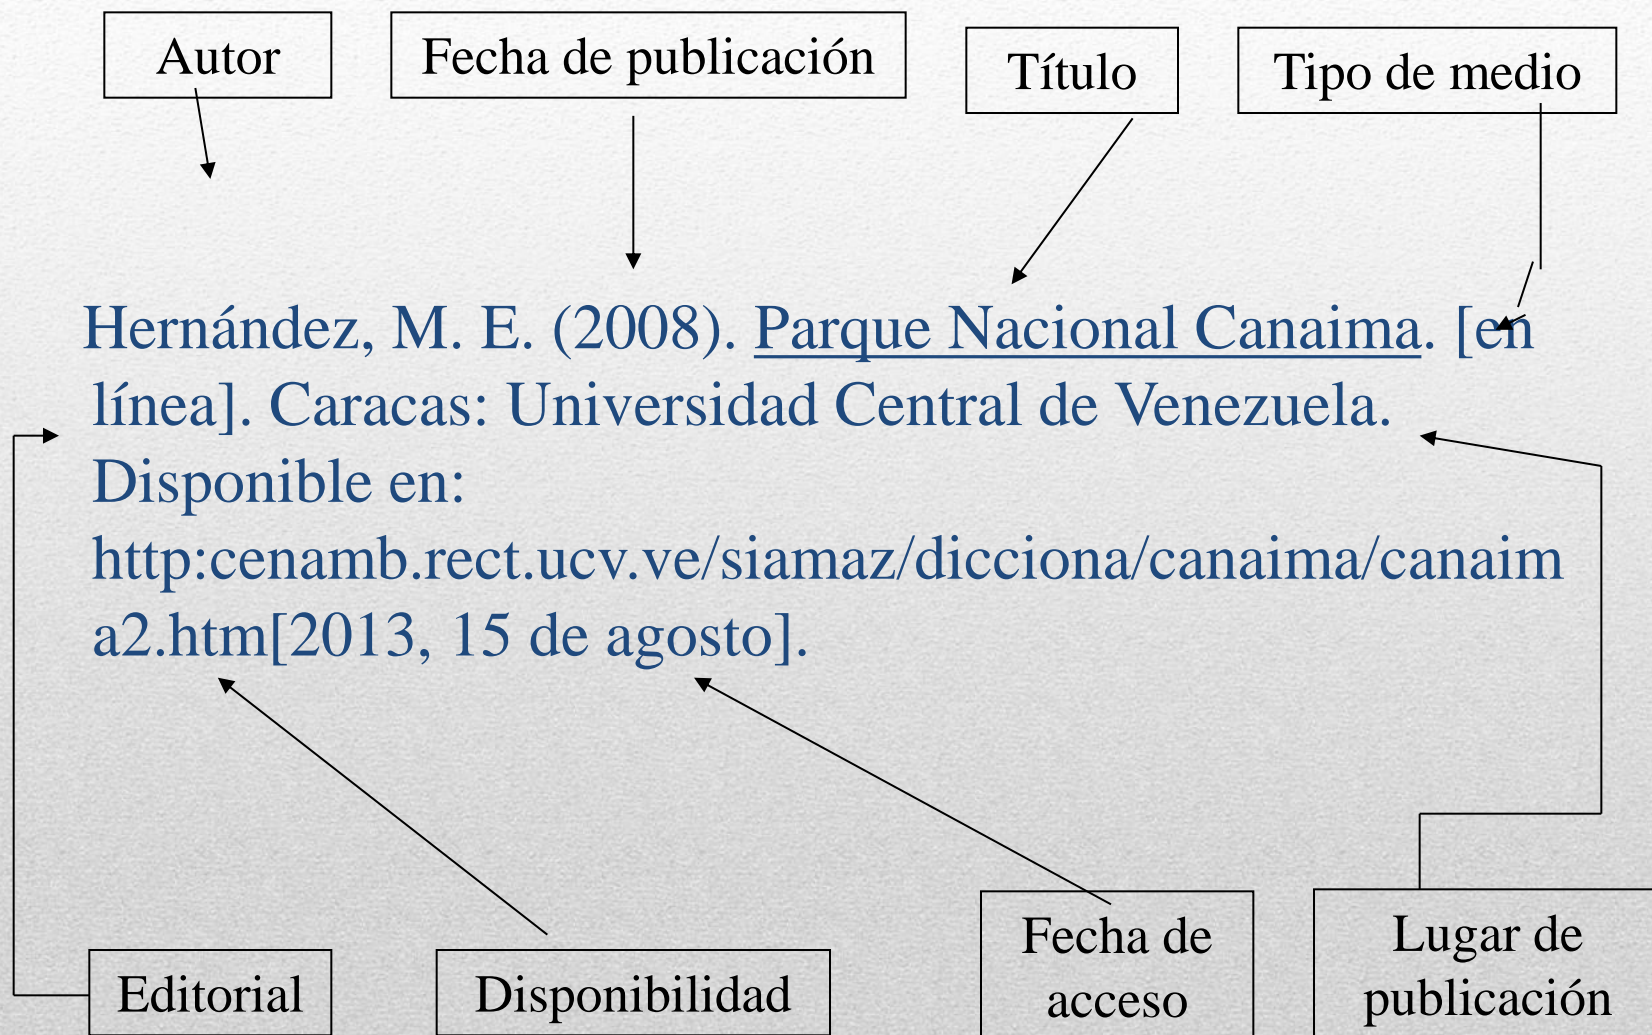 Autor
Fecha de publicación
Título
Tipo de medio
Hernández, M. E. (2008). Parque Nacional Canaima. [en
línea]. Caracas: Universidad Central de Venezuela.
Disponible en:
http:cenamb.rect.ucv.ve/siamaz/dicciona/canaima/canaim
a2.htm[2013, 15 de agosto].
Editorial
Disponibilidad
Fecha de
acceso
Lugar de
publicación